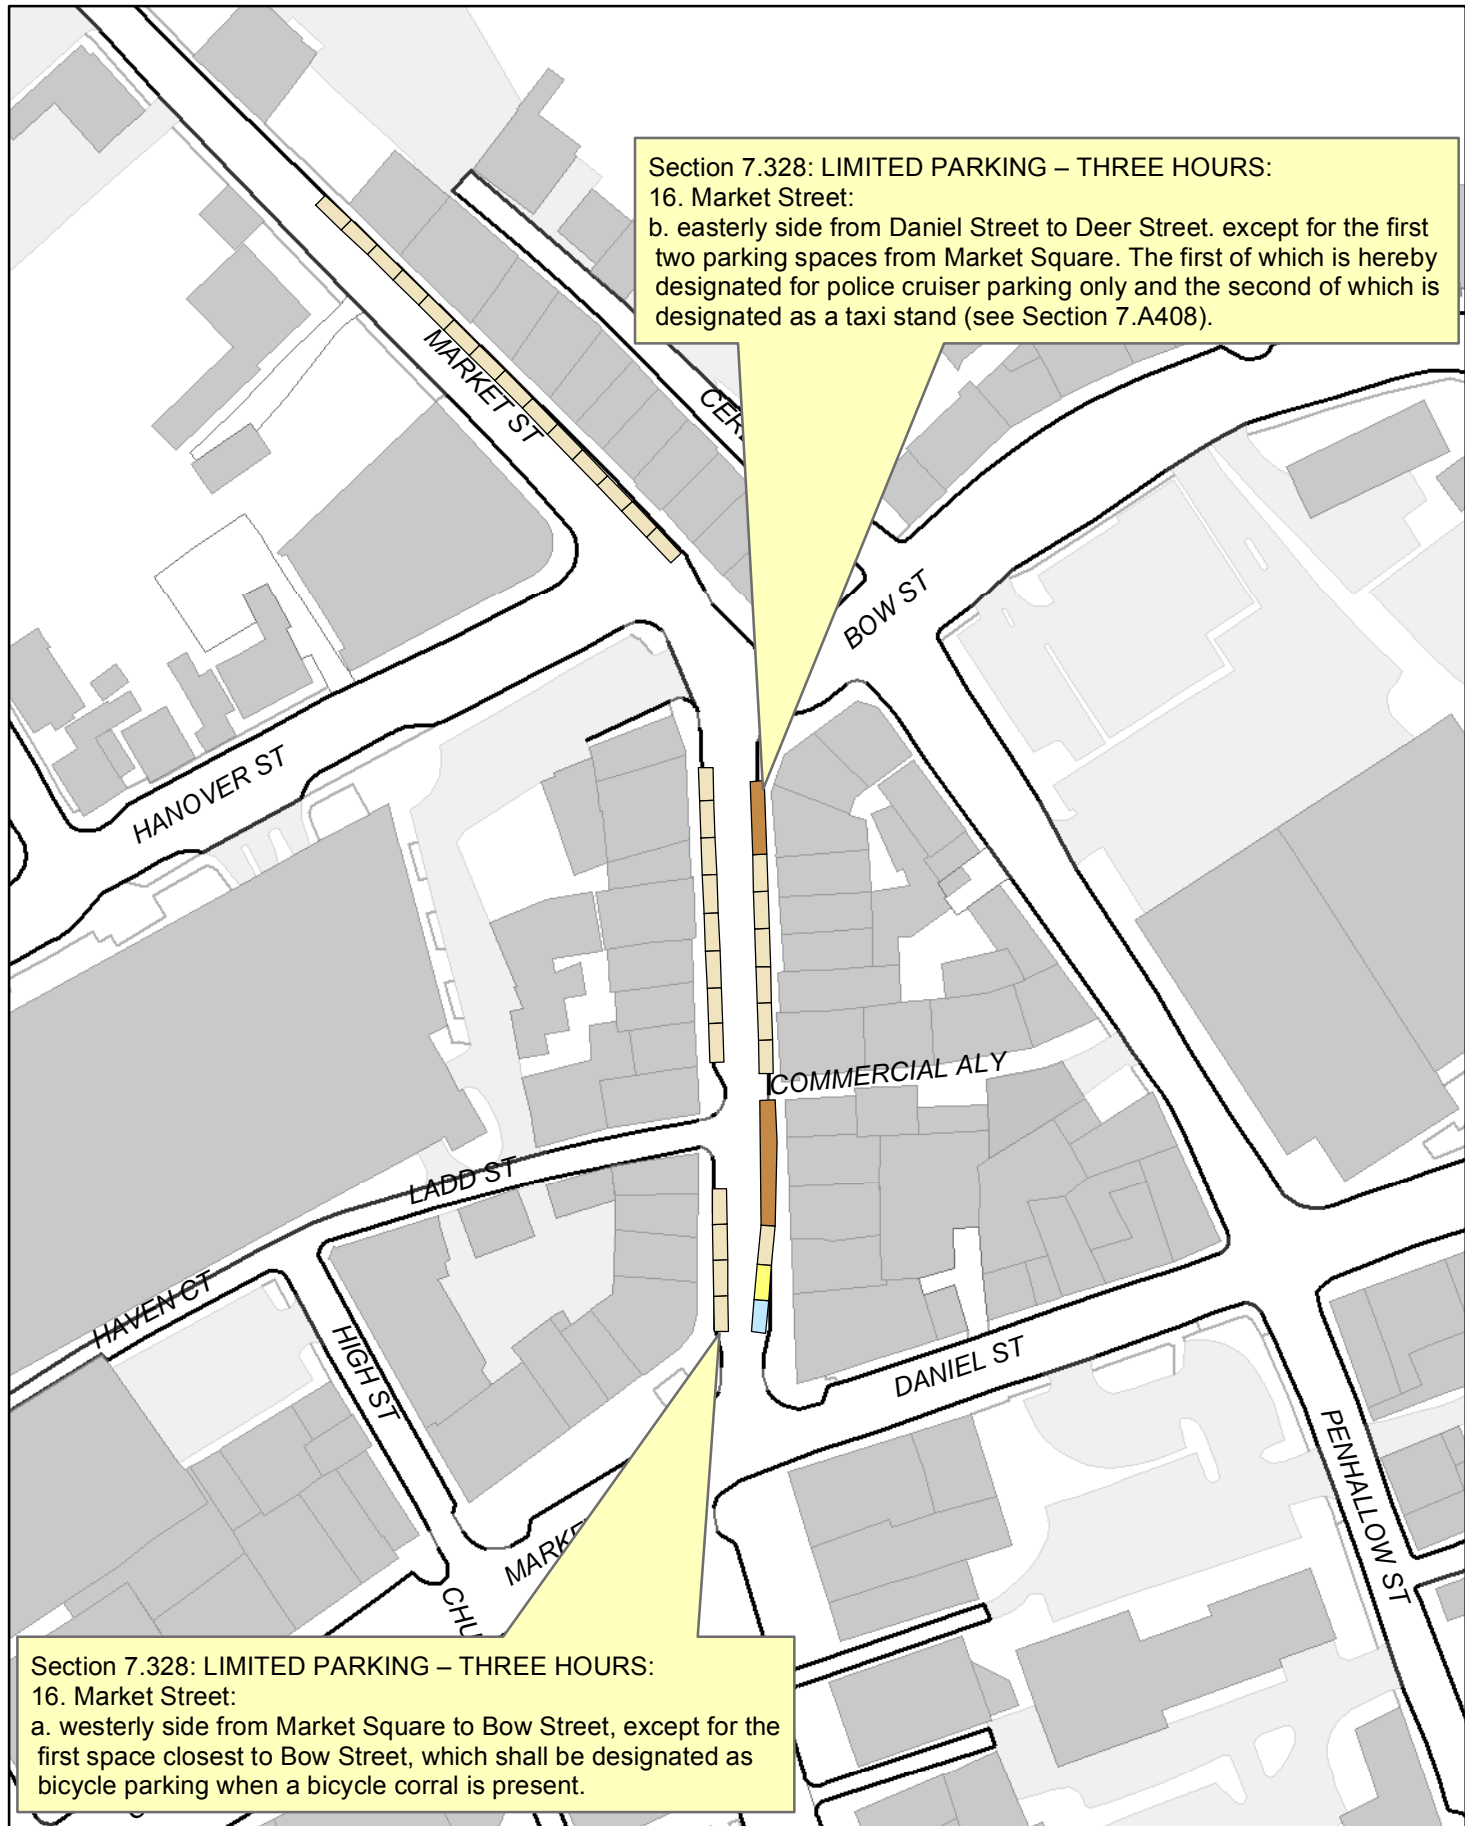 Section 7.328: LIMITED PARKING – THREE HOURS:
16. Market Street:
b. easterly side from Daniel Street to Deer Street. except for the first
two parking spaces from Market Square. The first of which is hereby
designated for police cruiser parking only and the second of which is
designated as a taxi stand (see Section 7.A408).
MARKET ST
BOW ST
HANOVER ST
COMMERCIAL ALY
LADD ST
HAVEN CT
HIGH ST
DANIEL ST
PENHALLOW ST
Section 7.328: LIMITED PARKING – THREE HOURS:
16. Market Street:
a. westerly side from Market Square to Bow Street, except for the
first space closest to Bow Street, which shall be designated as
bicycle parking when a bicycle corral is present.